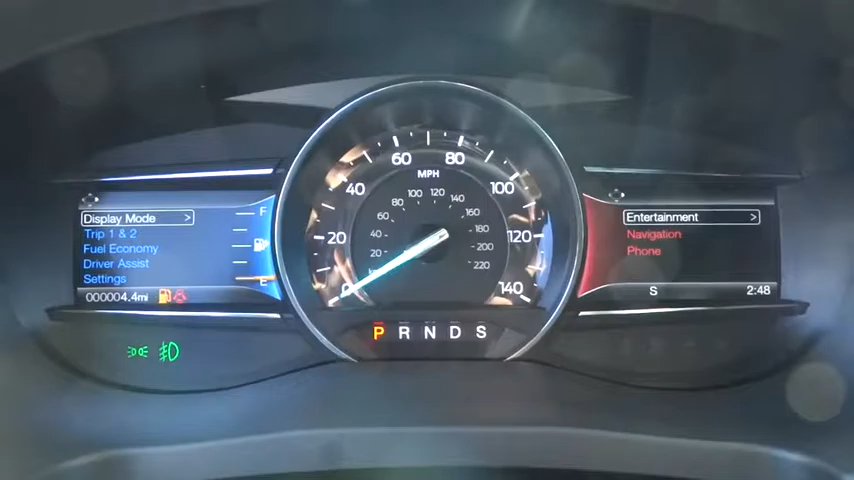 Display Mode >
Trip 1 & 2
Fuel Economy
Driver Assist
Settings
000004.4mi
F
E
MPH
0
20
40
60
80
100
120
140
20
40
60
80
100
120
140
160
180
200
220
P R N D S
Entertainment >
Navigation
Phone
S
2:48